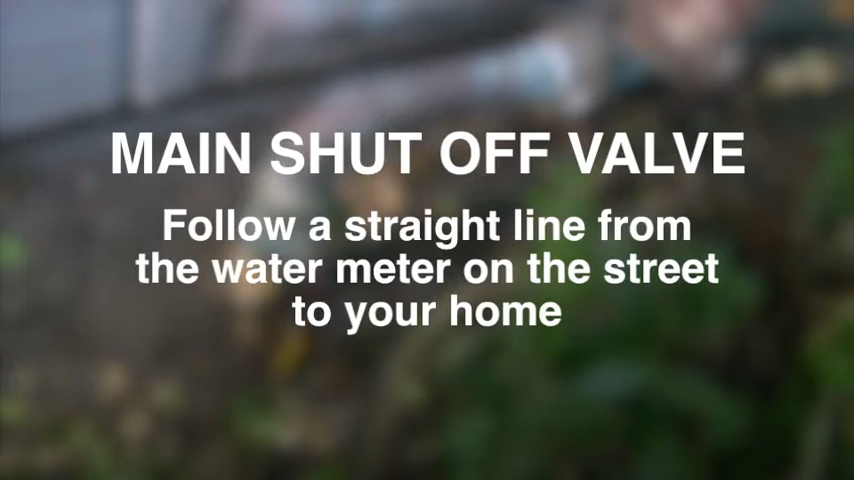 MAIN SHUT OFF VALVE
Follow a straight line from
the water meter on the street
to your home